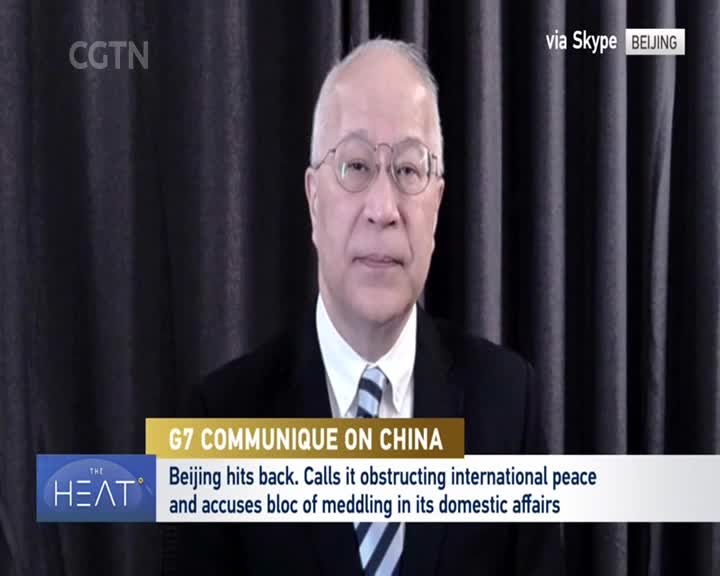 CGTN
via Skype BEIJING
G7 COMMUNIQUE ON CHINA
THE
HEAT
Beijing hits back. Calls it obstructing international peace
and accuses bloc of meddling in its domestic affairs